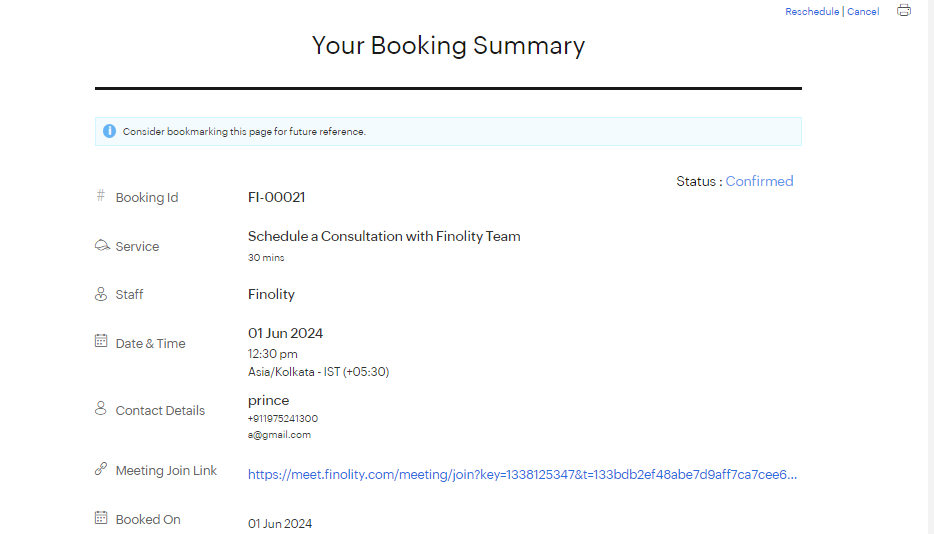 Reschedule | Cancel
Your Booking Summary
Consider bookmarking this page for future reference.
Status : Confirmed
# Booking Id FI-00021
Service Schedule a Consultation with Finolity Team
30 mins
Staff Finolity
Date & Time 01 Jun 2024
12:30 pm
Asia/Kolkata - IST (+05:30)
Contact Details prince
+911975241300
a@gmail.com
Meeting Join Link https://meet.finolity.com/meeting/join?key=1338125347&t=133bdb2ef48abe7d9aff7ca7cee6...
Booked On 01 Jun 2024